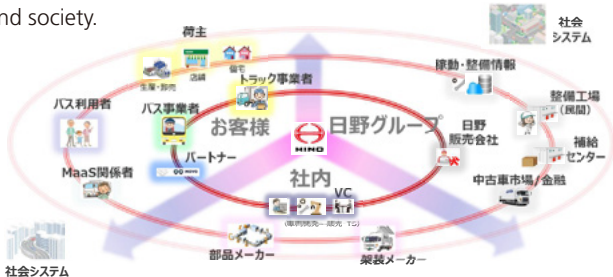 nd society.
社会
システム
荷主
生産・卸売
店舗
住宅
トラック事業者
稼動・整備情報
バス利用者
バス事業者
お客様
HINO
日野グループ
日野
販売会社
整備工場
(民間)
補給
センター
パートナー
MaaS関係者
社内
VC
中古車市場/金融
部品メーカー
架装メーカー
社会システム